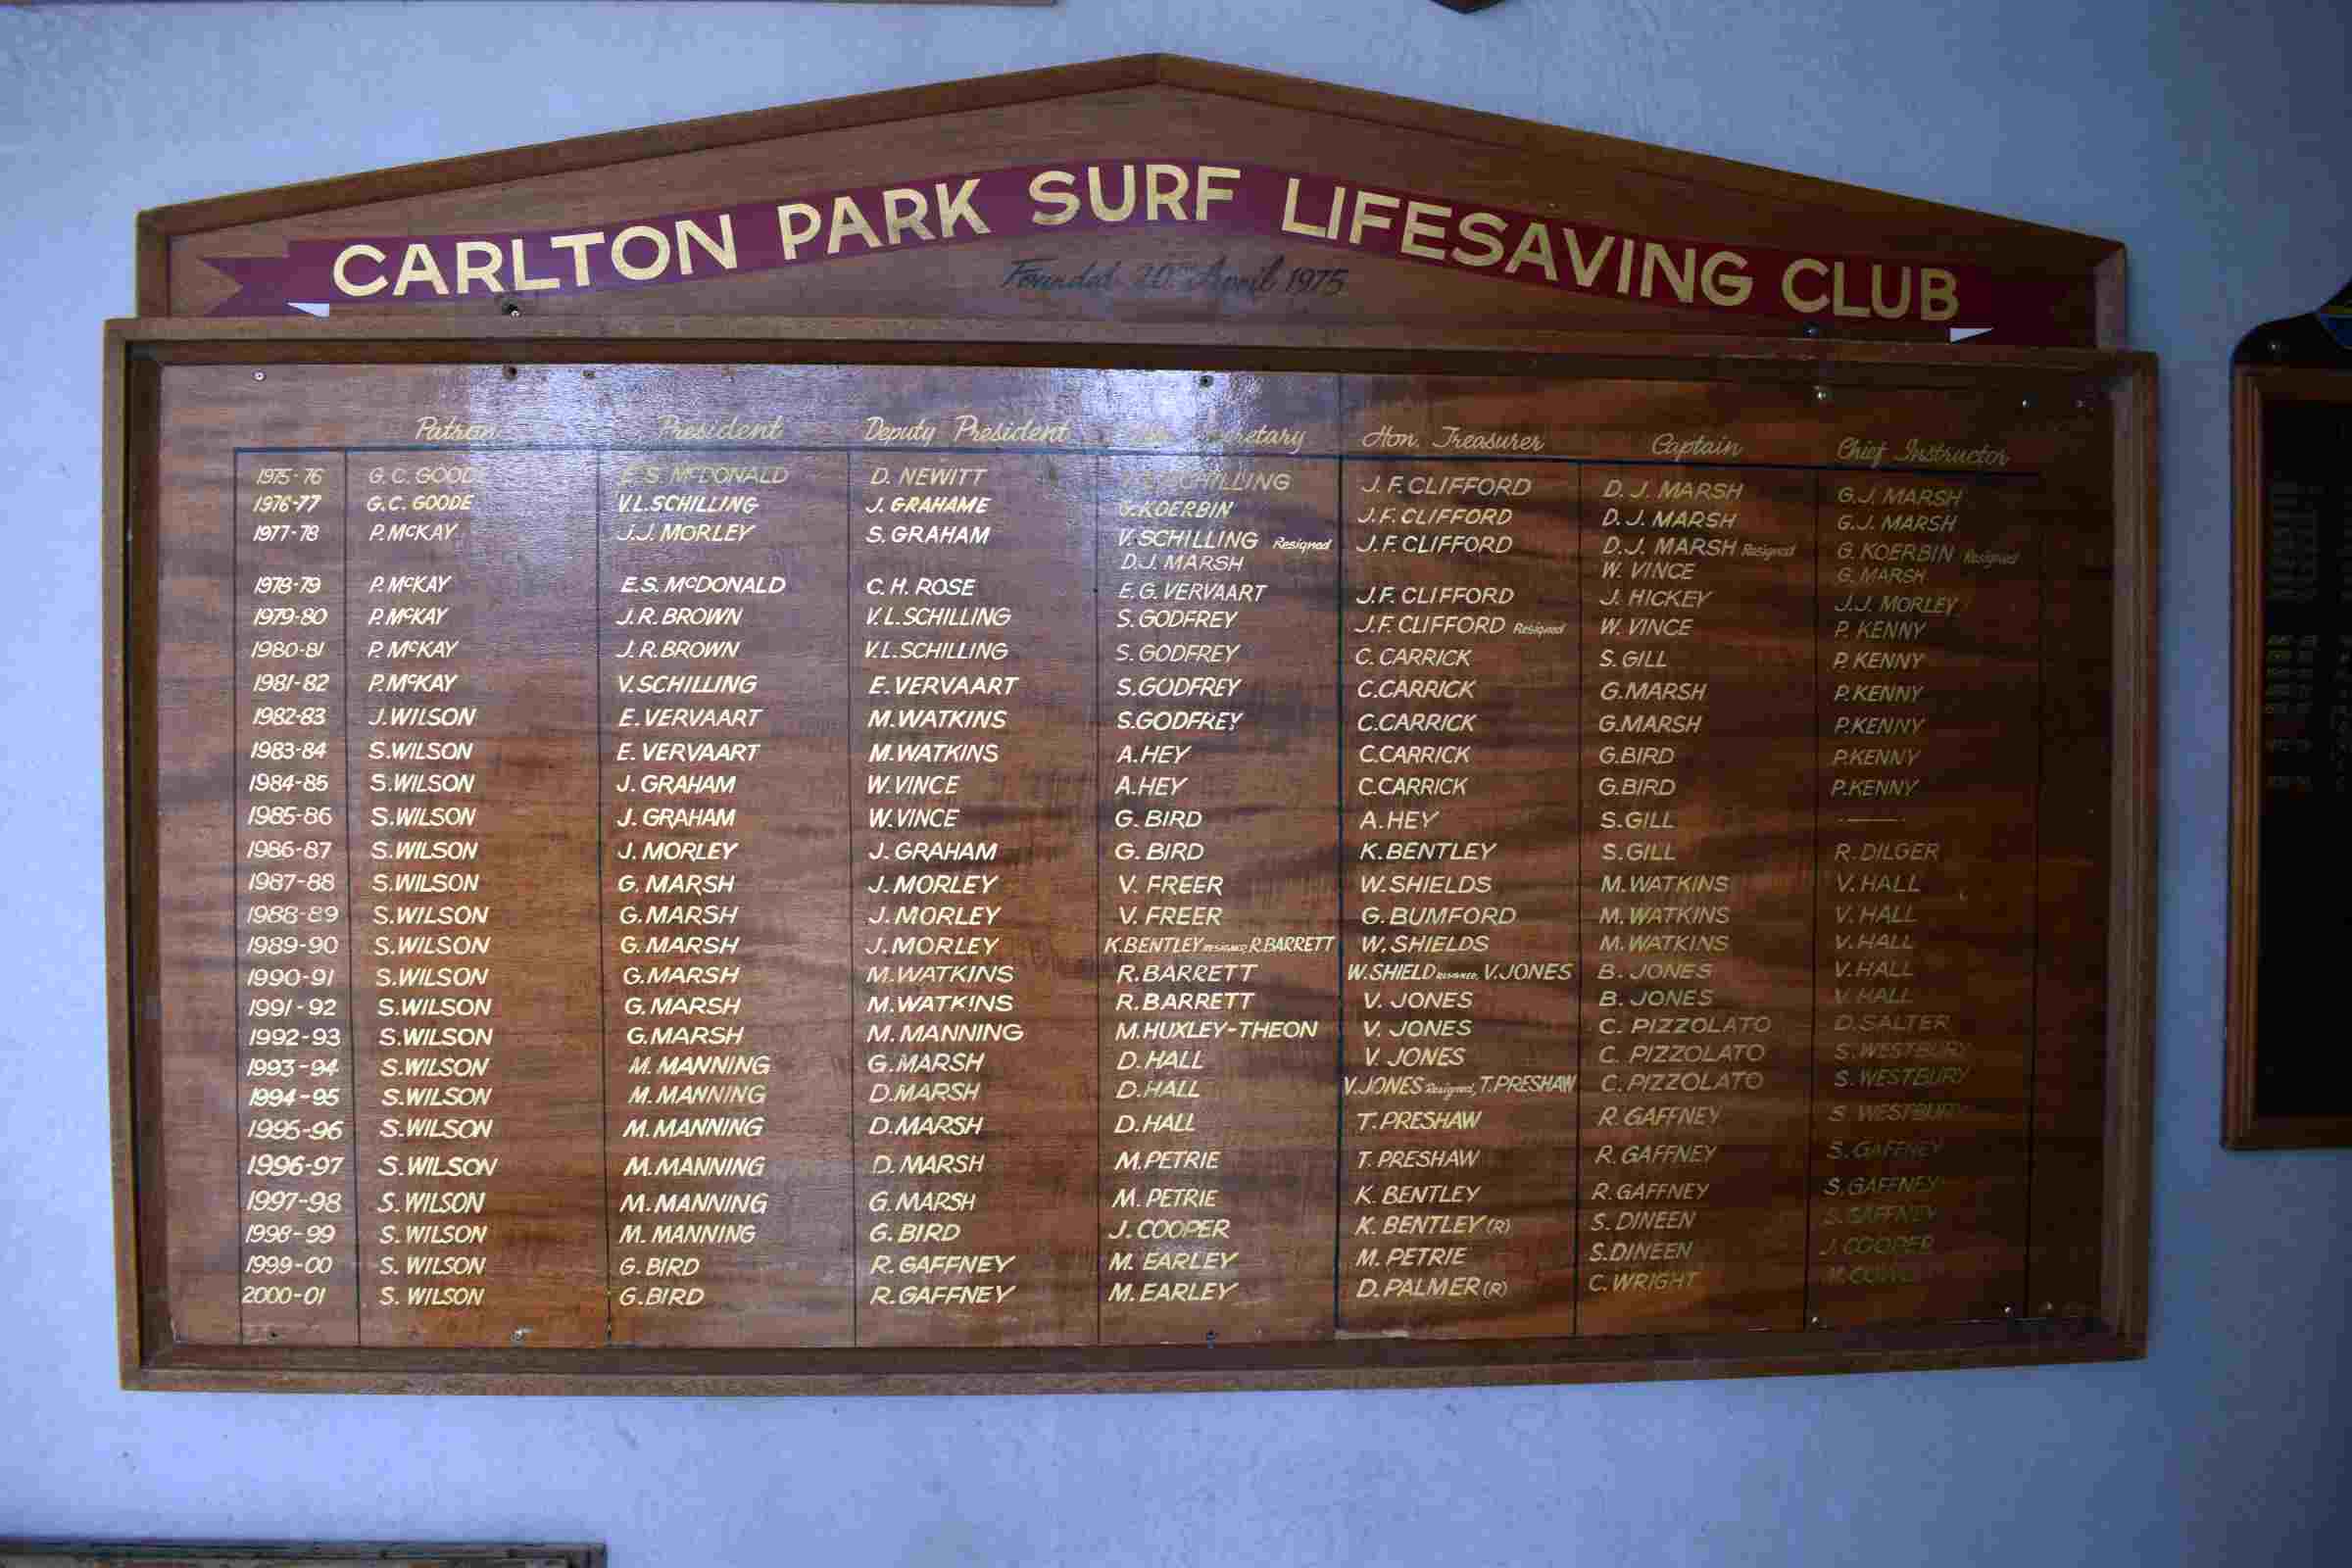 CARLTON PARK SURF LIFESAVING CLUB
Founded 20th April 1975
Patron President Deputy President Secretary Hon. Treasurer Captain Chief Instructor
1975-76 G.C. GOODE E.S. McDONALD D. NEWITT SCHILLING J.F. CLIFFORD D.J. MARSH G.J. MARSH
1976-77 G.C. GOODE V.L. SCHILLING J. GRAHAME G. KOERBIN J.F. CLIFFORD D.J. MARSH G.J. MARSH
1977-78 P. McKAY J.J. MORLEY S. GRAHAM V. SCHILLING Resigned J.F. CLIFFORD D.J. MARSH Resigned G. KOERBIN Resigned
D.J. MARSH W. VINCE G. MARSH
1978-79 P. McKAY E.S. McDONALD C.H. ROSE E.G. VERVAART J.F. CLIFFORD J. HICKEY J.J. MORLEY
1979-80 P. McKAY J.R. BROWN V.L. SCHILLING S. GODFREY J.F. CLIFFORD Resigned W. VINCE P. KENNY
1980-81 P. McKAY J.R. BROWN V.L. SCHILLING S. GODFREY C. CARRICK S. GILL P. KENNY
1981-82 P. McKAY V. SCHILLING E. VERVAART S. GODFREY C. CARRICK G. MARSH P. KENNY
1982-83 J. WILSON E. VERVAART M. WATKINS S. GODFREY C. CARRICK G. MARSH P. KENNY
1983-84 S. WILSON E. VERVAART M. WATKINS A. HEY C. CARRICK G. BIRD P. KENNY
1984-85 S. WILSON J. GRAHAM W. VINCE A. HEY C. CARRICK G. BIRD P. KENNY
1985-86 S. WILSON J. GRAHAM W. VINCE G. BIRD A. HEY S. GILL ———
1986-87 S. WILSON J. MORLEY J. GRAHAM G. BIRD K. BENTLEY S. GILL R. DILGER
1987-88 S. WILSON G. MARSH J. MORLEY V. FREER W. SHIELDS M. WATKINS V. HALL
1988-89 S. WILSON G. MARSH J. MORLEY V. FREER G. BUMFORD M. WATKINS V. HALL
1989-90 S. WILSON G. MARSH J. MORLEY K. BENTLEY RESIGNED R. BARRETT W. SHIELDS M. WATKINS V. HALL
1990-91 S. WILSON G. MARSH M. WATKINS R. BARRETT W. SHIELD RESIGNED, V. JONES B. JONES V. HALL
1991-92 S. WILSON G. MARSH M. WATKINS R. BARRETT V. JONES B. JONES V. HALL
1992-93 S. WILSON G. MARSH M. MANNING M. HUXLEY-THEON V. JONES C. PIZZOLATO D. SALTER
1993-94 S. WILSON M. MANNING G. MARSH D. HALL V. JONES C. PIZZOLATO S. WESTBURY
1994-95 S. WILSON M. MANNING D. MARSH D. HALL V. JONES Resigned, T. PRESHAW C. PIZZOLATO S. WESTBURY
1995-96 S. WILSON M. MANNING D. MARSH D. HALL T. PRESHAW R. GAFFNEY S WESTBURY
1996-97 S. WILSON M. MANNING D. MARSH M. PETRIE T. PRESHAW R. GAFFNEY S. GAFFNEY
1997-98 S. WILSON M. MANNING G. MARSH M. PETRIE K. BENTLEY R. GAFFNEY S. GAFFNEY
1998-99 S. WILSON M. MANNING G. BIRD J. COOPER K. BENTLEY (R) S. DINEEN S. GAFFNEY
1999-00 S. WILSON G. BIRD R. GAFFNEY M. EARLEY M. PETRIE S. DINEEN J. COOPER
2000-01 S. WILSON G. BIRD R. GAFFNEY M. EARLEY D. PALMER (R) C. WRIGHT